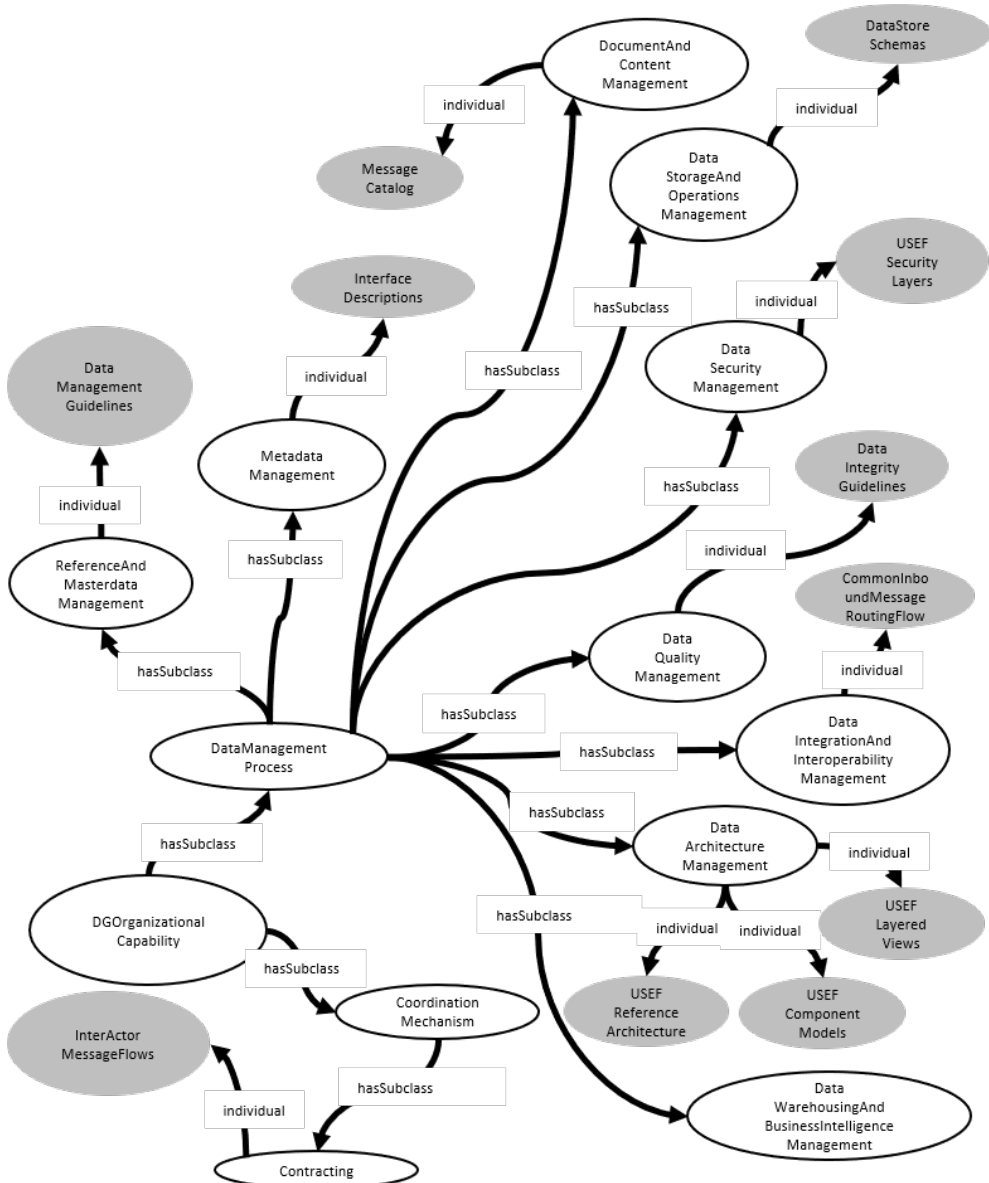 DocumentAnd
Content
Management
DataStore
Schemas
individual
individual
Message
Catalog
Data
StorageAnd
Operations
Management
USEF
Security
Layers
Interface
Descriptions
hasSubclass
individual
Data
Security
Management
Data
Management
Guidelines
individual
hasSubclass
Metadata
Management
Data
Integrity
Guidelines
hasSubclass
individual
individual
hasSubclass
ReferenceAnd
Masterdata
Management
CommonInbo
undMessage
RoutingFlow
Data
Quality
Management
hasSubclass
individual
hasSubclass
Data
IntegrationAnd
Interoperability
Management
DataManagement
Process
hasSubclass
hasSubclass
Data
Architecture
Management
hasSubclass
individual
DGOrganizational
Capability
hasSubclass
individual
individual
USEF
Layered
Views
hasSubclass
Coordination
Mechanism
USEF
Reference
Architecture
USEF
Component
Models
InterActor
MessageFlows
hasSubclass
individual
Data
WarehousingAnd
BusinessIntelligence
Management
Contracting